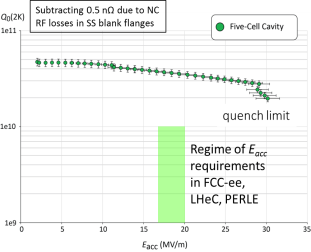 Q₀(2K)
Subtracting 0.5 nΩ due to NC
RF losses in SS blank flanges
Five-Cell Cavity
1e11
quench limit
1e10
Regime of Eacc
requirements
in FCC-ee,
LHeC, PERLE
1e9
0 5 10 15 20 25 30 35
Eacc (MV/m)